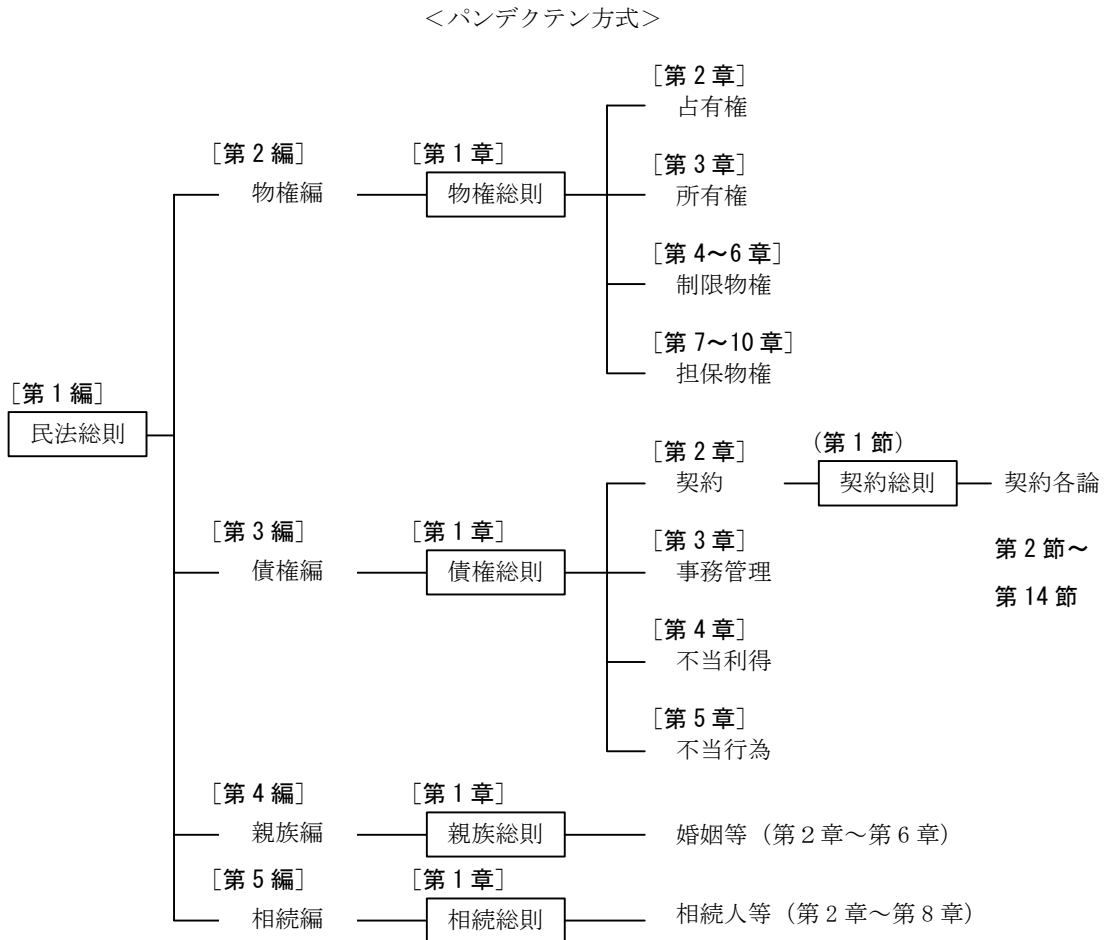 ＜パンデクテン方式＞
［第２章］
占有権
［第２編］
物権編
［第１章］
物権総則
［第３章］
所有権
［第 4～6 章］
制限物権
［第 7～10 章］
担保物権
［第１編］
民法総則
［第２章］
契約
(第１節)
契約総則
契約各論
第２節～
第 14 節
［第３編］
債権編
［第１章］
債権総則
［第３章］
事務管理
［第４章］
不当利得
［第５章］
不当行為
［第４編］
親族編
［第１章］
親族総則
婚姻等（第２章～第６章）
［第５編］
相続編
［第１章］
相続総則
相続人等（第２章～第８章）